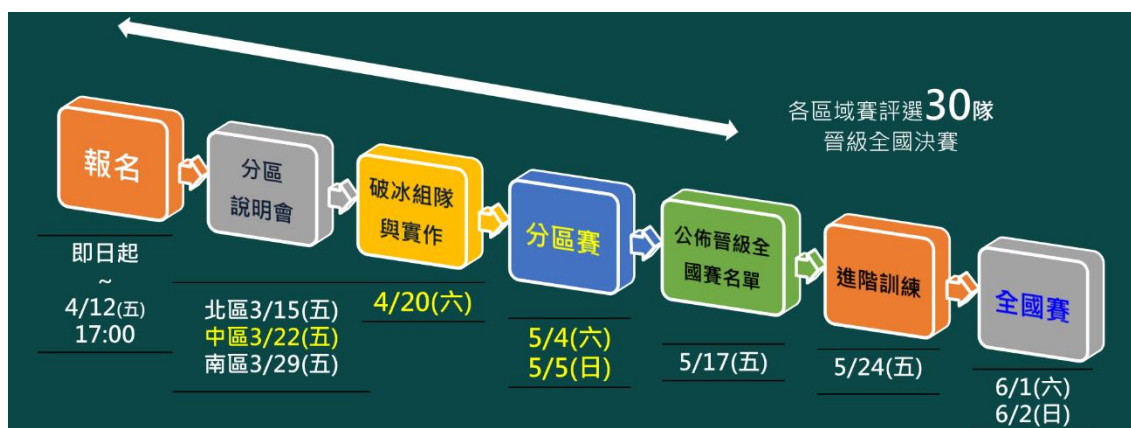 各區域賽評選30隊
晉級全國決賽
報名
即日起
~
4/12(五)
17:00
分區
說明會
北區3/15(五)
中區3/22(五)
南區3/29(五)
破冰組隊
與實作
4/20(六)
分區賽
5/4(六)
5/5(日)
公佈晉級全
國賽名單
5/17(五)
進階訓練
5/24(五)
全國賽
6/1(六)
6/2(日)